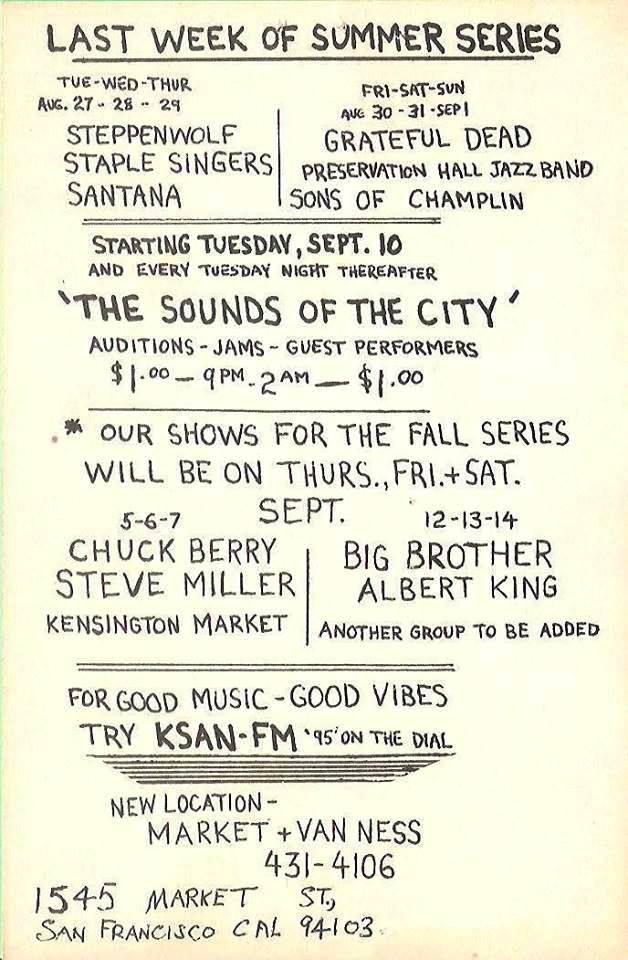 LAST WEEK OF SUMMER SERIES
TUE-WED-THUR
AUG. 27 - 28 - 29
STEPPENWOLF
STAPLE SINGERS
SANTANA
FRI-SAT-SUN
AUG 30 - 31 - SEP 1
GRATEFUL DEAD
PRESERVATION HALL JAZZ BAND
SONS OF CHAMPLIN
STARTING TUESDAY, SEPT. 10
AND EVERY TUESDAY NIGHT THEREAFTER
'THE SOUNDS OF THE CITY'
AUDITIONS - JAMS - GUEST PERFORMERS
$1.00 — 9PM - 2AM — $1.00
* OUR SHOWS FOR THE FALL SERIES
WILL BE ON THURS., FRI. + SAT.
SEPT.
5-6-7
CHUCK BERRY
STEVE MILLER
KENSINGTON MARKET
12-13-14
BIG BROTHER
ALBERT KING
ANOTHER GROUP TO BE ADDED
FOR GOOD MUSIC - GOOD VIBES
TRY KSAN-FM '95' ON THE DIAL
NEW LOCATION -
MARKET + VAN NESS
431-4106
1545 MARKET ST.,
SAN FRANCISCO CAL 94103